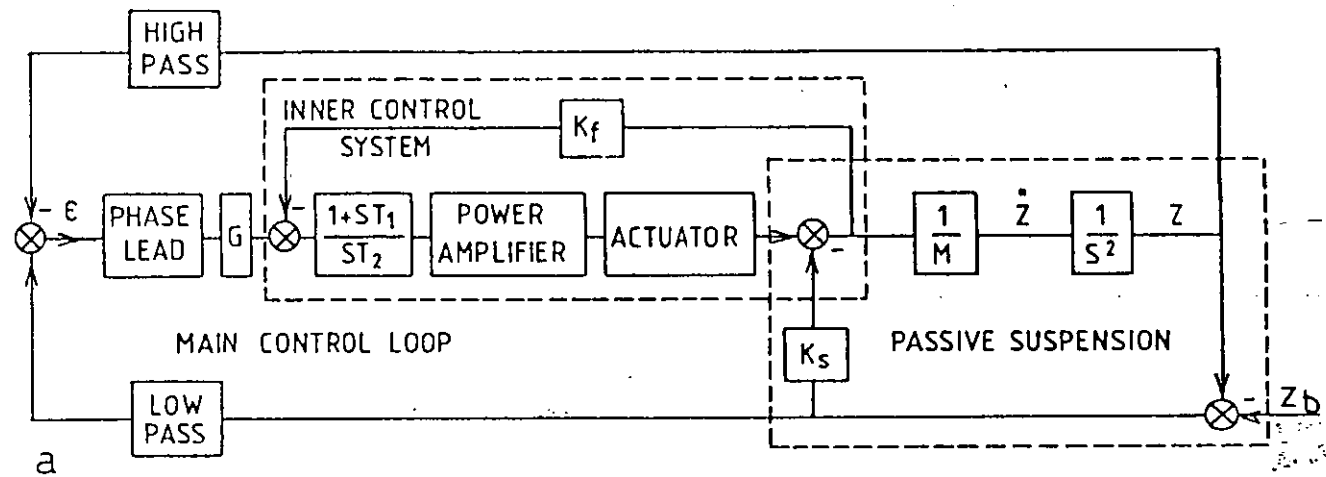 HIGH
PASS
INNER CONTROL
SYSTEM
Kf
- ε
PHASE
LEAD
G
-
1+ST1
ST2
POWER
AMPLIFIER
ACTUATOR
-
1
M
Ż
1
S²
Z
MAIN CONTROL LOOP
Ks
PASSIVE SUSPENSION
LOW
PASS
-
Zb
a